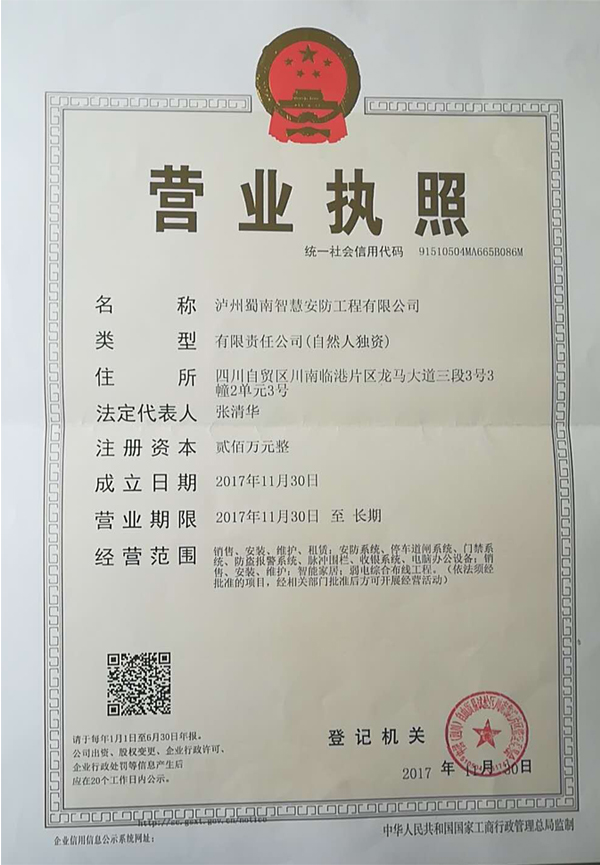 营业执照
统一社会信用代码 91510504MA665B086M
名称 泸州蜀南智慧安防工程有限公司
类型 有限责任公司(自然人独资)
住所 四川自贸区川南临港片区龙马大道三段3号3
幢2单元3号
法定代表人 张清华
注册资本 贰佰万元整
成立日期 2017年11月30日
营业期限 2017年11月30日 至 长期
经营范围 销售、安装、维护、租赁：安防系统、停车道闸系统、门禁系
统、防盗报警系统、脉冲围栏、收银系统、电脑办公设备；销
售、安装、维护：智能家居；弱电综合布线工程。（依法须经
批准的项目，经相关部门批准后方可开展经营活动）
请于每年1月1日至6月30日年报。
公司出资、股权变更、企业行政许可、
企业行政处罚等信息产生后
应在20个工作日内公示。
登记机关
2017 年 11月 30日
http://sc.gsxt.gov.cn/notice
企业信用信息公示系统网址：
中华人民共和国国家工商行政管理总局监制